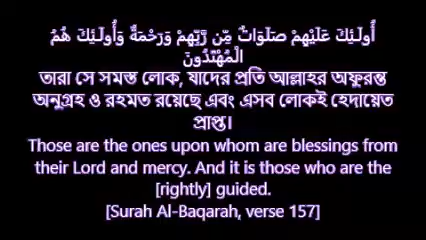 أُولَـٰئِكَ عَلَيْهِمْ صَلَوَاتٌ مِّن رَّبِّهِمْ وَرَحْمَةٌ وَأُولَـٰئِكَ هُمُ
الْمُهْتَدُونَ
তারা সে সমস্ত লোক, যাদের প্রতি আল্লাহর অফুরন্ত
অনুগ্রহ ও রহমত রয়েছে এবং এসব লোকই হেদায়েত
প্রাপ্ত।
Those are the ones upon whom are blessings from
their Lord and mercy. And it is those who are the
[rightly] guided.
[Surah Al-Baqarah, verse 157]